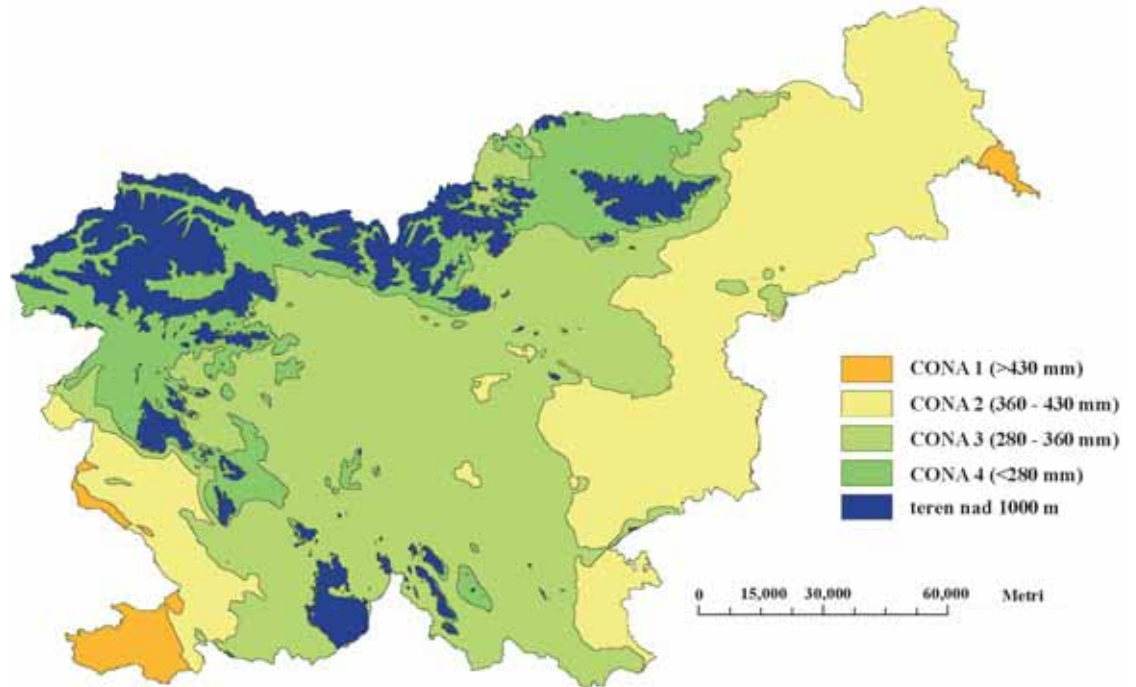 CONA 1 (>430 mm)
CONA 2 (360 - 430 mm)
CONA 3 (280 - 360 mm)
CONA 4 (<280 mm)
teren nad 1000 m
0 15,000 30,000 60,000 Metri